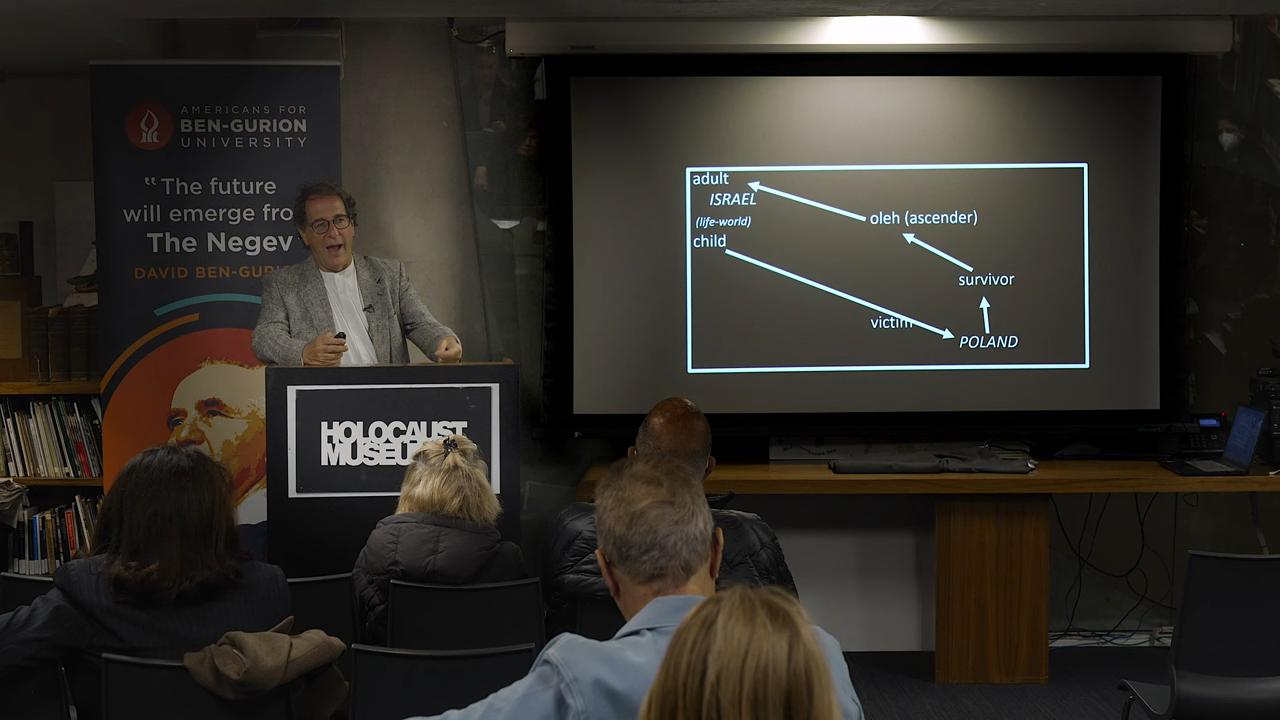 AMERICANS FOR
BEN-GURION
UNIVERSITY
“The future
will emerge fro
The Negev
DAVID BEN-GUR
HOLOCAUST
MUSEU
adult
ISRAEL
(life-world)
child
oleh (ascender)
survivor
victim
POLAND